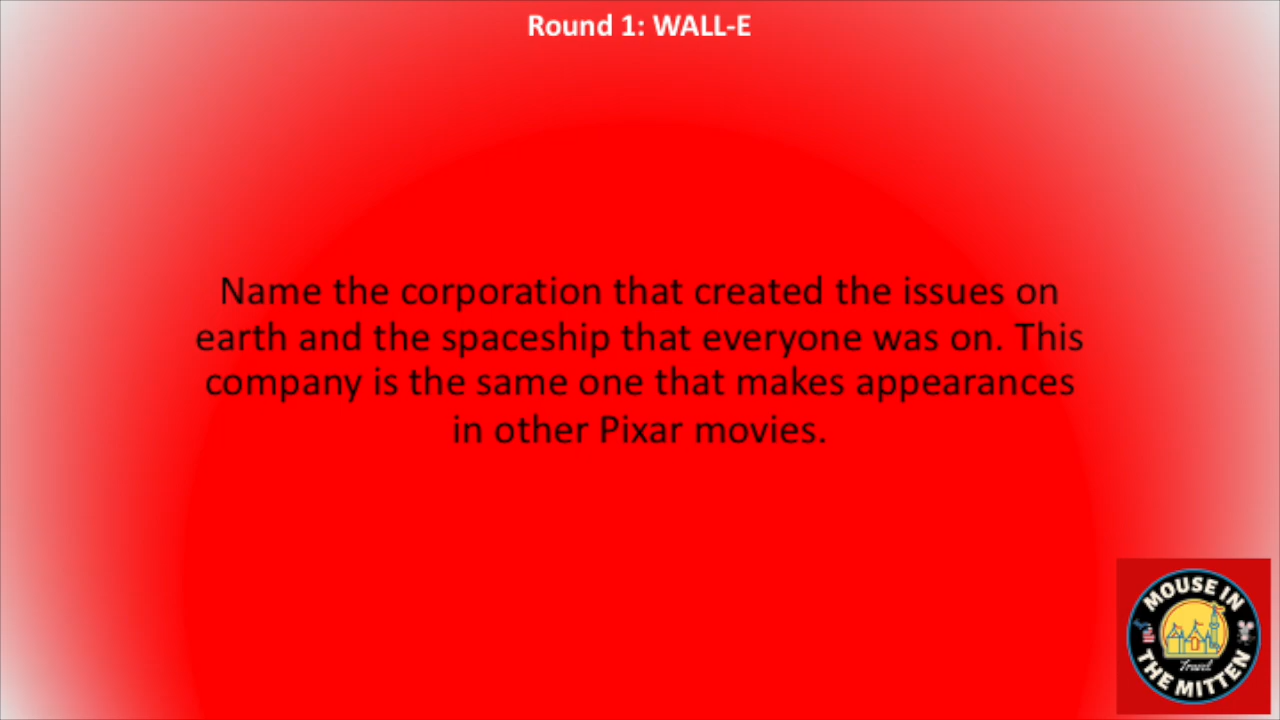 Round 1: WALL-E
Name the corporation that created the issues on
earth and the spaceship that everyone was on. This
company is the same one that makes appearances
in other Pixar movies.
MOUSE IN
Travel
THE MITTEN